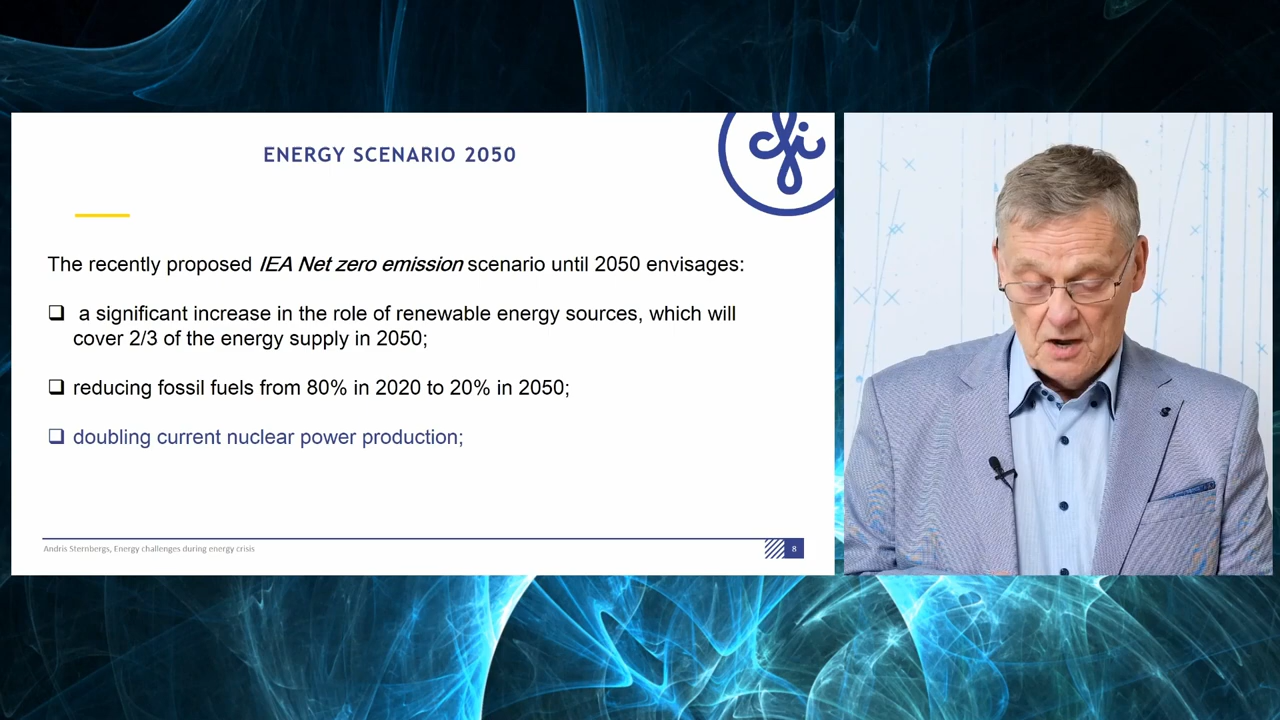 ENERGY SCENARIO 2050
The recently proposed IEA Net zero emission scenario until 2050 envisages:
a significant increase in the role of renewable energy sources, which will
cover 2/3 of the energy supply in 2050;
reducing fossil fuels from 80% in 2020 to 20% in 2050;
doubling current nuclear power production;
Andris Sternbergs, Energy challenges during energy crisis
8